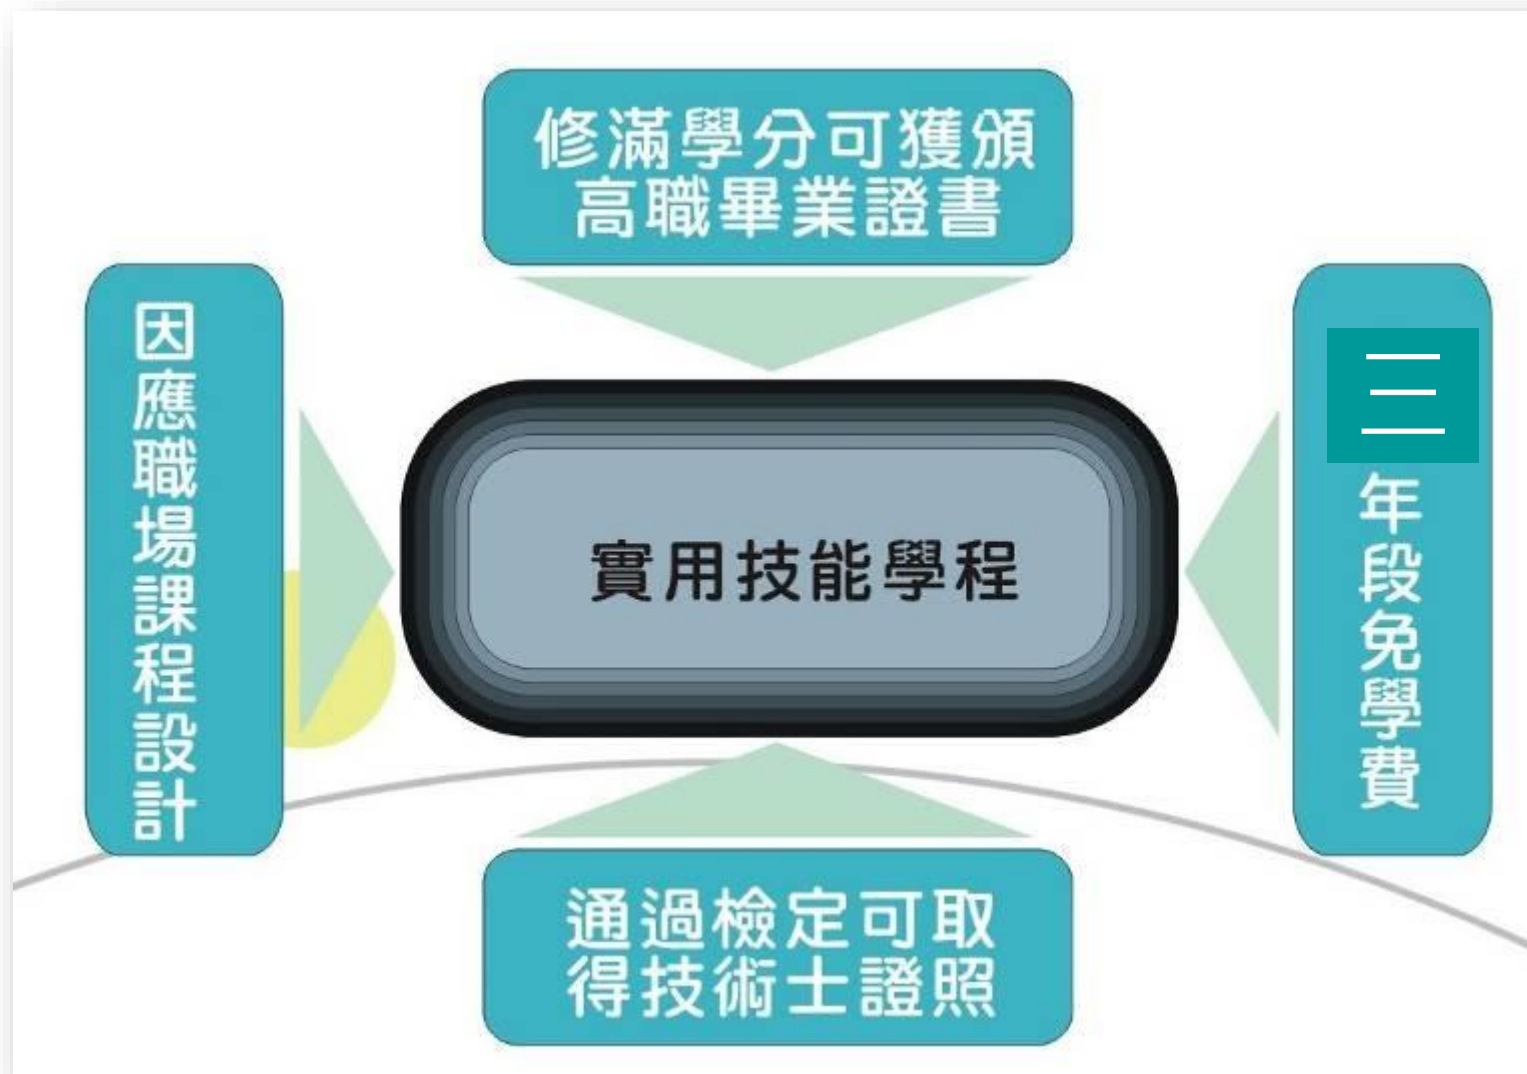 修滿學分可獲頒
高職畢業證書
因應職場課程設計
實用技能學程
三年段免學費
通過檢定可取
得技術士證照